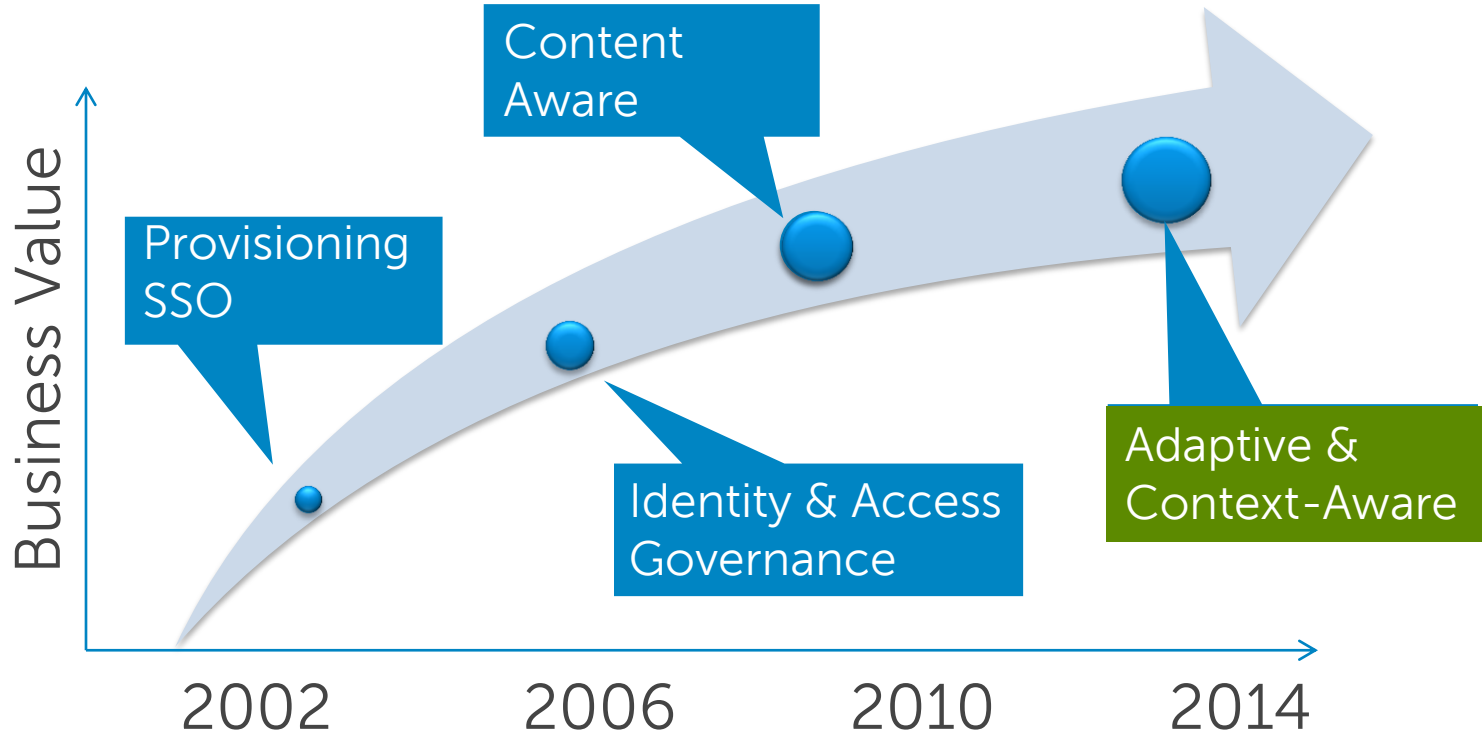 Content
Aware
Provisioning
SSO
Business Value
Identity & Access
Governance
Adaptive &
Context-Aware
2002
2006
2010
2014